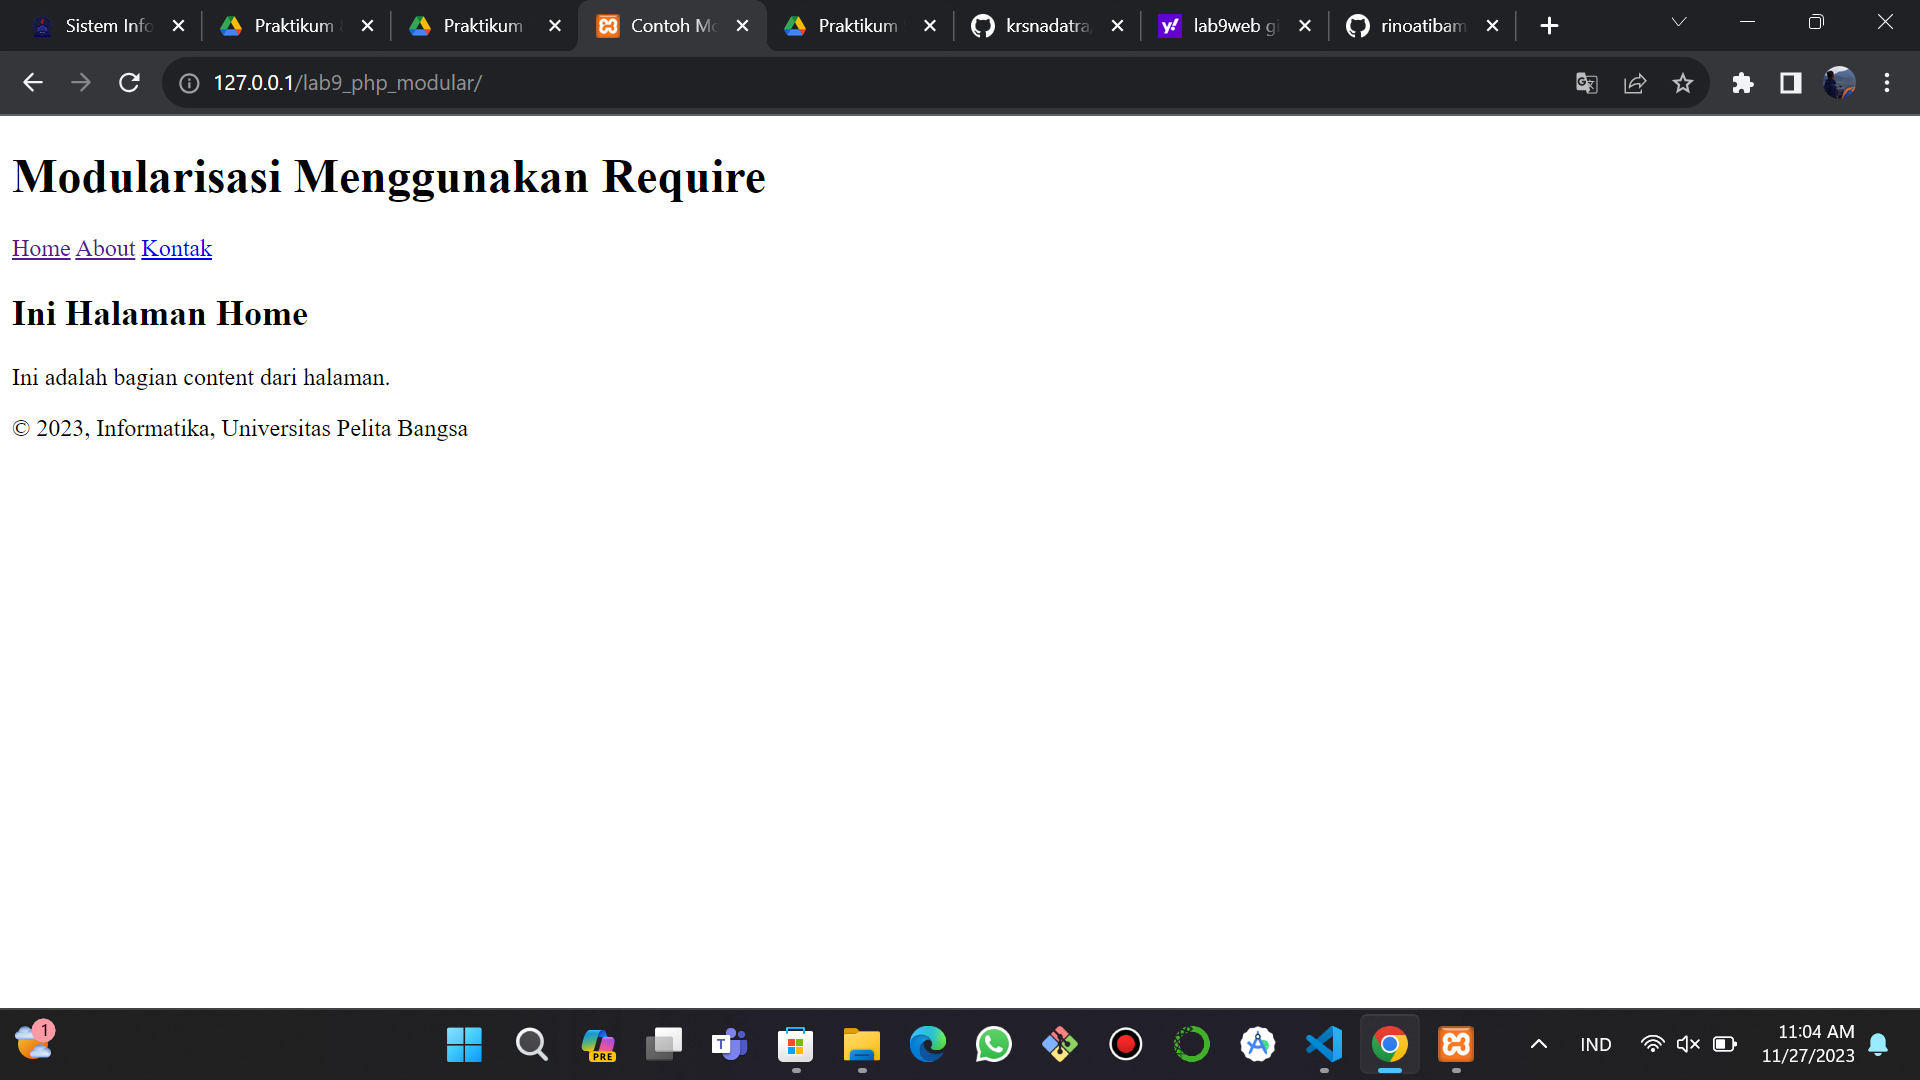 Sistem Info
Praktikum
Praktikum
Contoh Mo
Praktikum
krsnadatra
lab9web gi
rinoatibam
127.0.0.1/lab9_php_modular/
Modularisasi Menggunakan Require
Home About Kontak
Ini Halaman Home
Ini adalah bagian content dari halaman.
© 2023, Informatika, Universitas Pelita Bangsa
1
PRE
IND
11:04 AM
11/27/2023